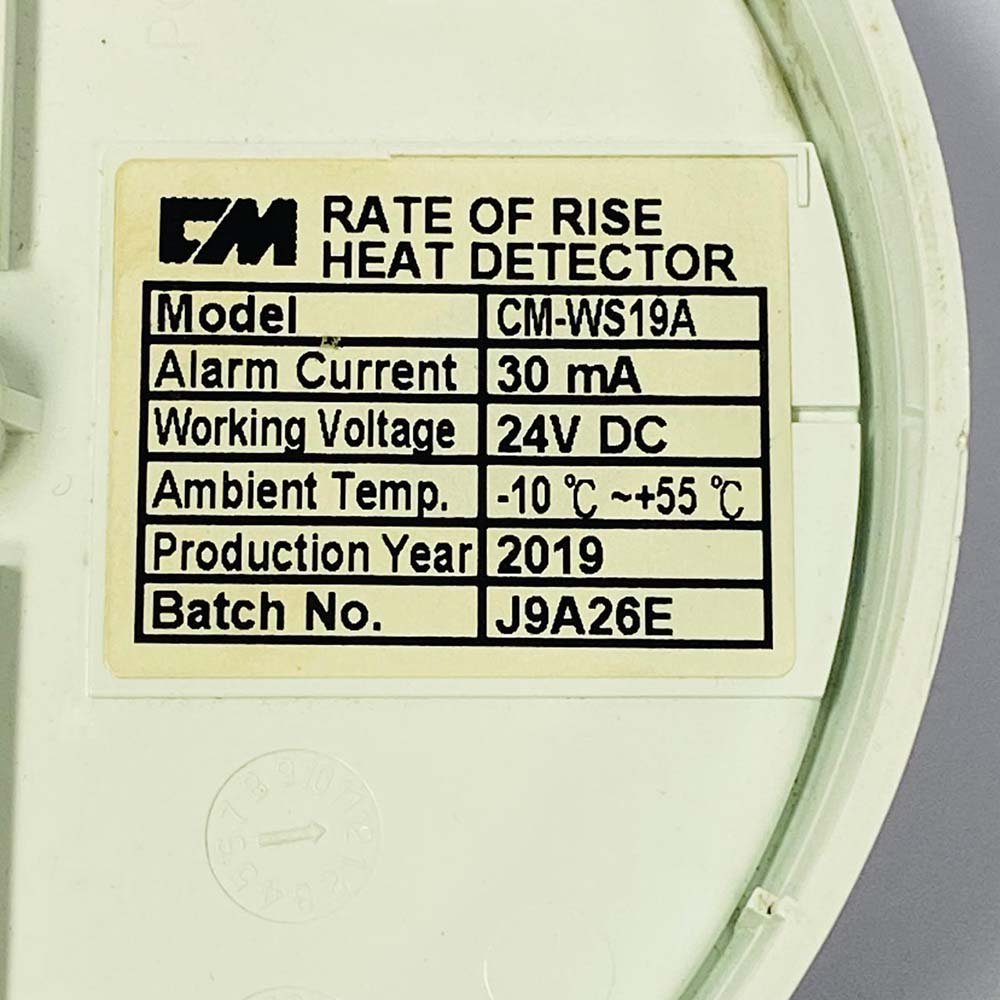 CM RATE OF RISE
HEAT DETECTOR
Model CM-WS19A
Alarm Current 30 mA
Working Voltage 24V DC
Ambient Temp. -10 ℃ ~+55 ℃
Production Year 2019
Batch No. J9A26E